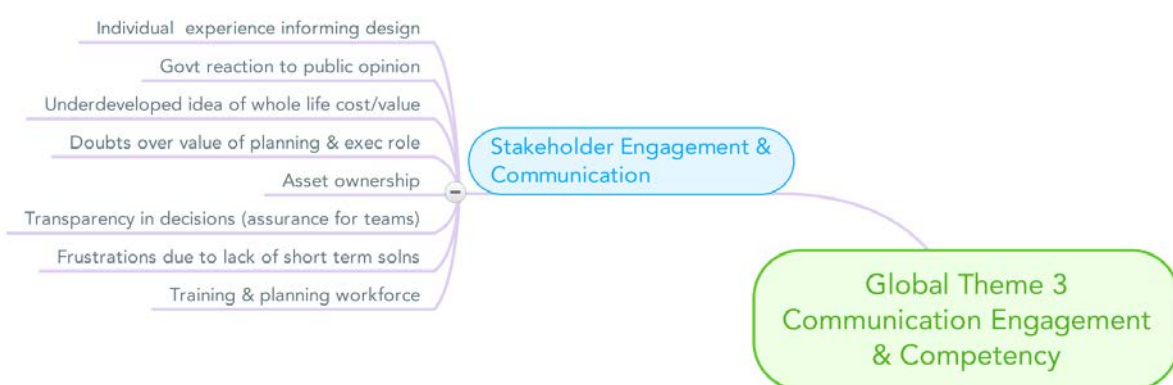 Individual experience informing design
Govt reaction to public opinion
Underdeveloped idea of whole life cost/value
Doubts over value of planning & exec role
Asset ownership
Transparency in decisions (assurance for teams)
Frustrations due to lack of short term solns
Training & planning workforce
Stakeholder Engagement &
Communication
Global Theme 3
Communication Engagement
& Competency